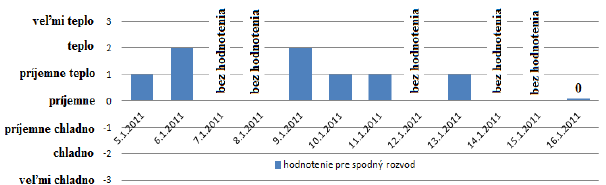 veľmi teplo 3
teplo 2
príjemne teplo 1
príjemne 0
príjemne chladno -1
chladno -2
veľmi chladno -3
bez hodnotenia
bez hodnotenia
bez hodnotenia
bez hodnotenia
bez hodnotenia
0
5.1.2011
6.1.2011
7.1.2011
8.1.2011
9.1.2011
10.1.2011
11.1.2011
12.1.2011
13.1.2011
14.1.2011
15.1.2011
16.1.2011
hodnotenie pre spodný rozvod